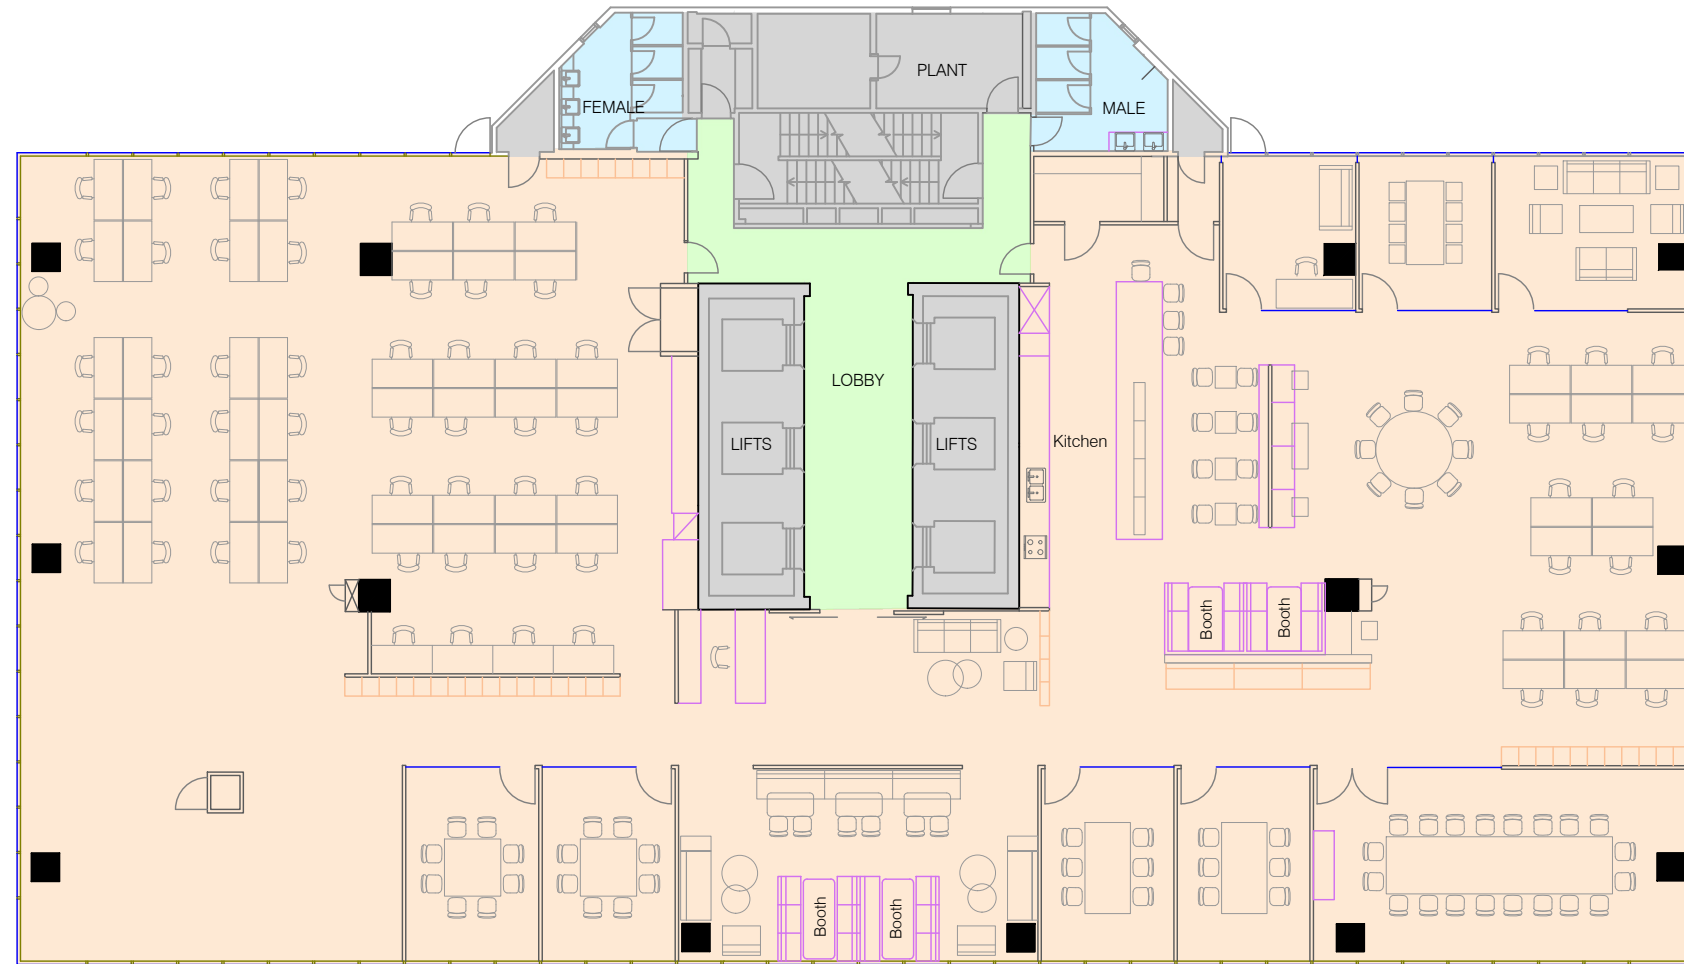 PLANT
FEMALE
MALE
LOBBY
LIFTS
LIFTS
Kitchen
Booth
Booth
Booth
Booth